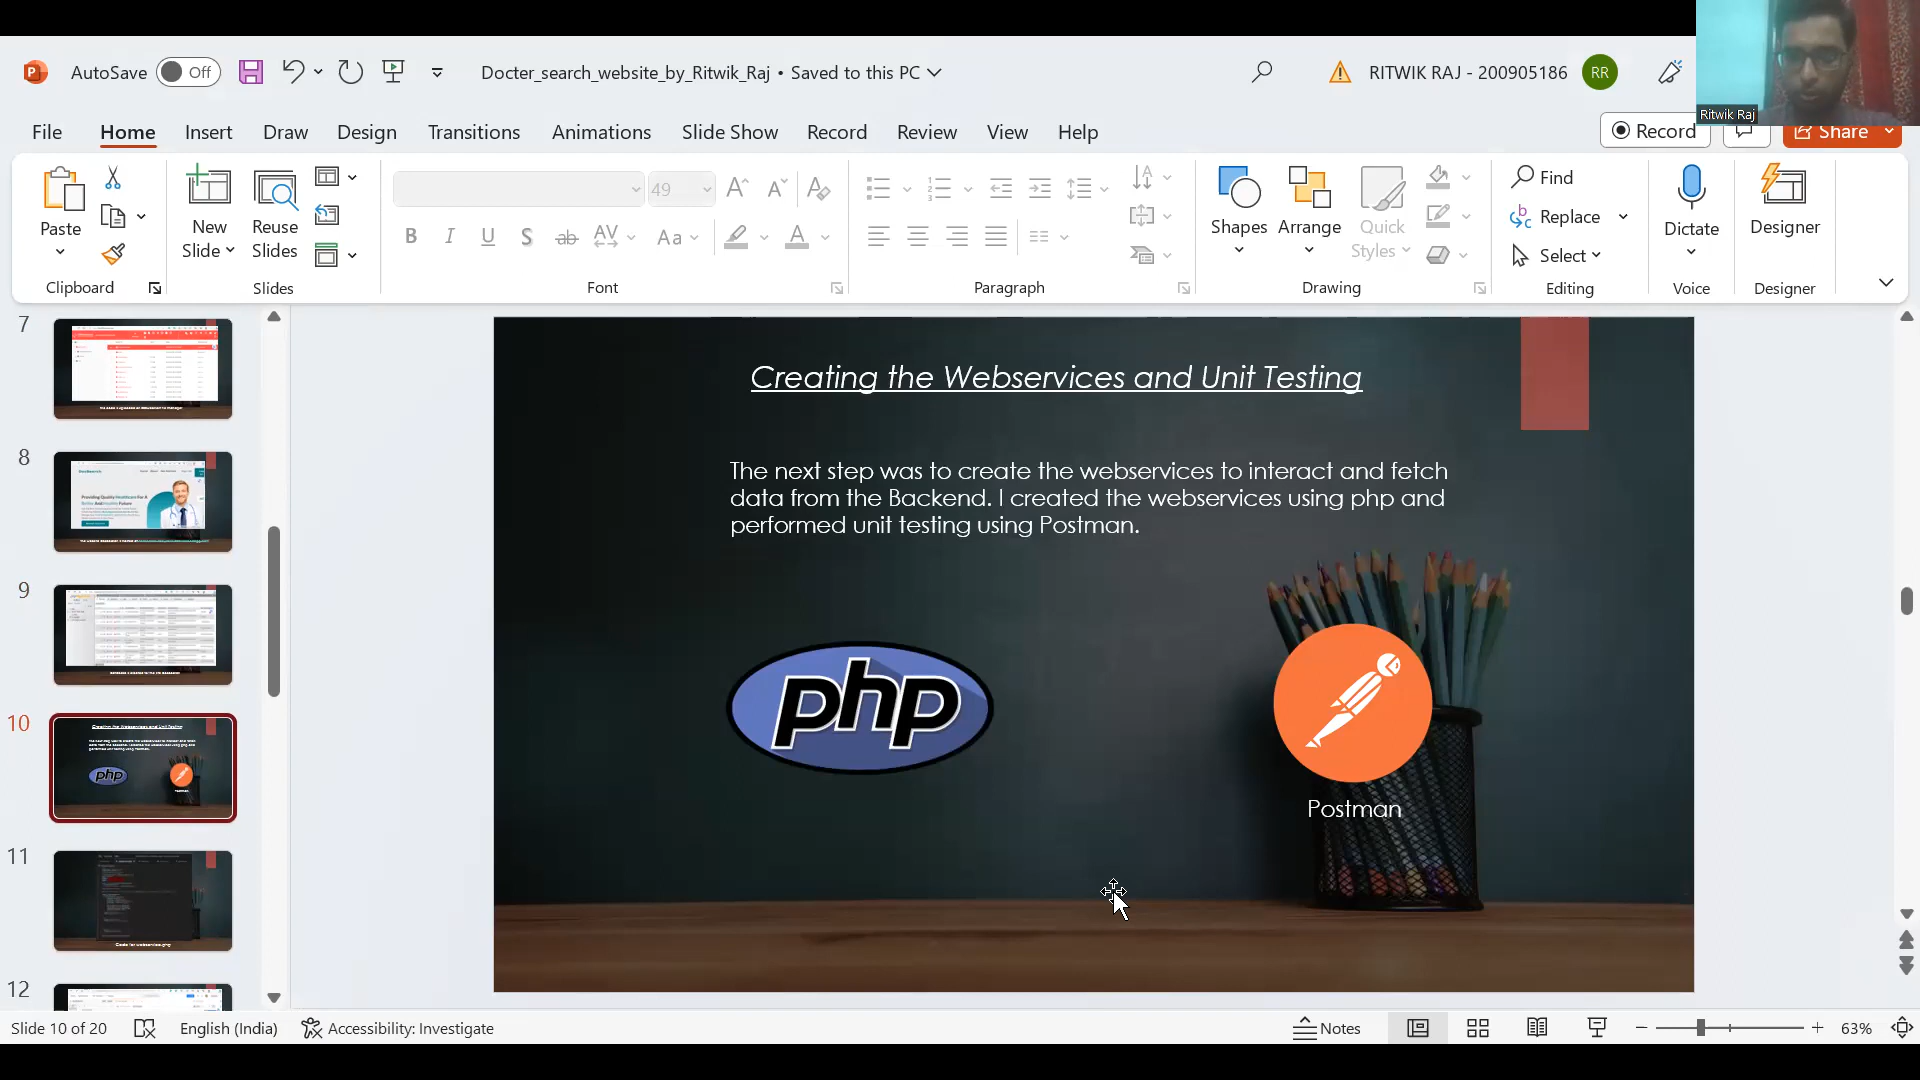 AutoSave Off Docter_search_website_by_Ritwik_Raj • Saved to this PC RITWIK RAJ - 200905186 RR
Ritwik Raj
File Home Insert Draw Design Transitions Animations Slide Show Record Review View Help Record Share
Paste New Slide Reuse Slides 49 Shapes Arrange Quick Styles Find Replace Select Dictate Designer
Clipboard Slides Font Paragraph Drawing Editing Voice Designer
7
8
9
10
11
12
Creating the Webservices and Unit Testing
The next step was to create the webservices to interact and fetch
data from the Backend. I created the webservices using php and
performed unit testing using Postman.
php
Postman
Slide 10 of 20 English (India) Accessibility: Investigate Notes 63%